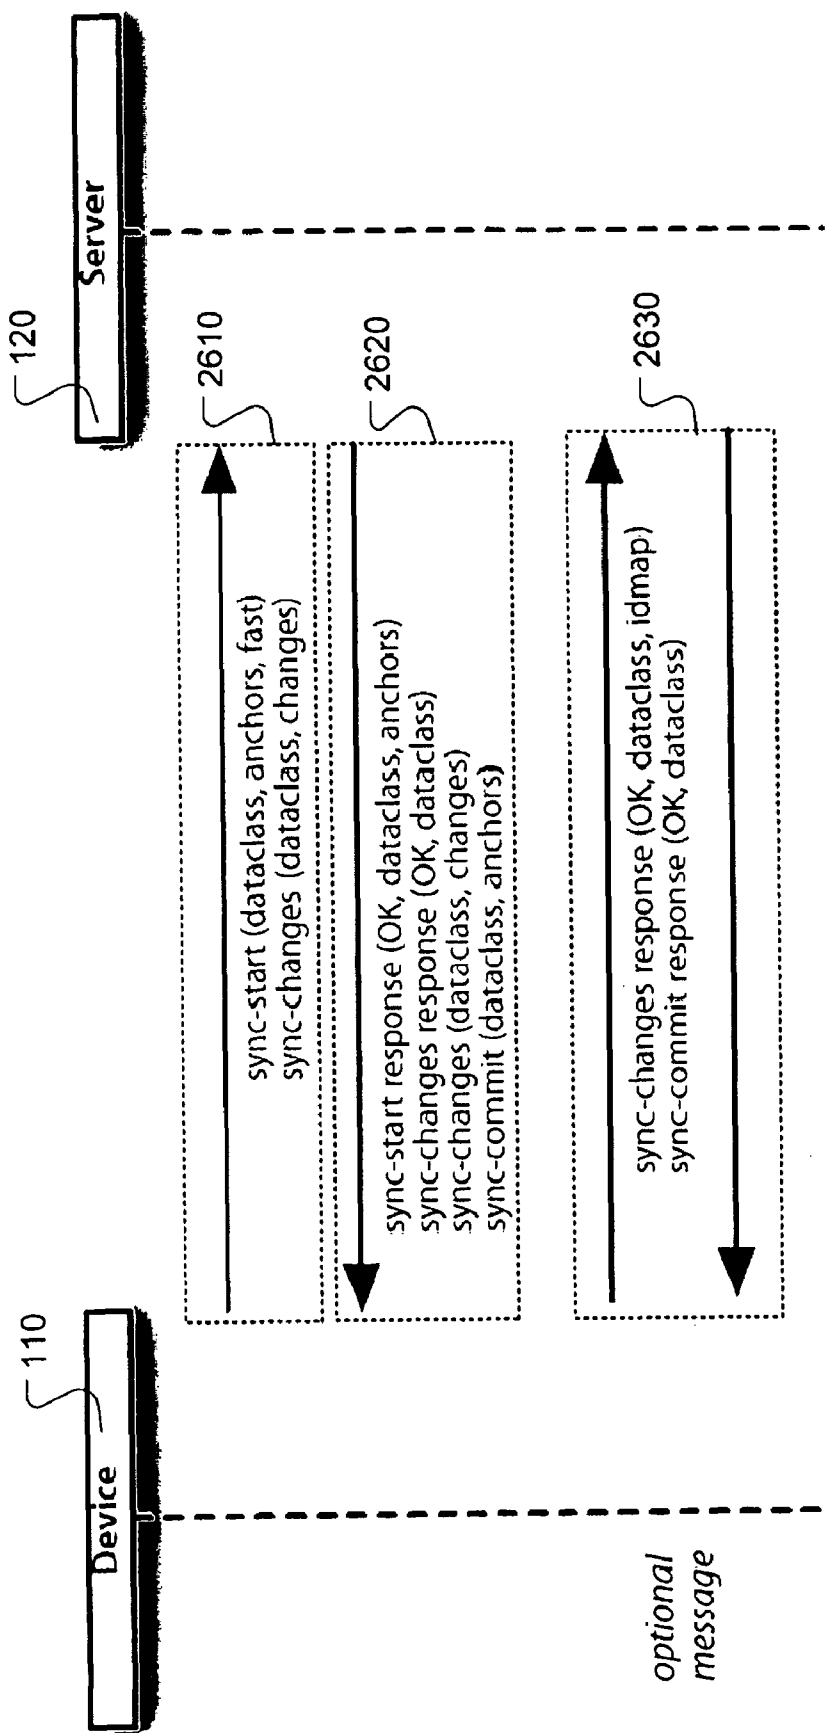 Device
110
Server
120
sync-start (dataclass, anchors, fast)
sync-changes (dataclass, changes)
2610
sync-start response (OK, dataclass, anchors)
sync-changes response (OK, dataclass)
sync-changes (dataclass, changes)
sync-commit (dataclass, anchors)
2620
optional
message
sync-changes response (OK, dataclass, idmap)
sync-commit response (OK, dataclass)
2630